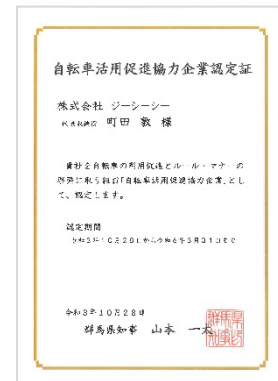 自転車活用促進協力企業認定証
株式会社 ジーシーシー
代表取締役 町田 敦 様
貴社を自転車の利用促進とルール・マナーの
啓発に取り組む「自転車活用促進協力企業」とし
て、認定します。
認定期間
令和3年10月28日から令和6年3月31日まで
令和3年10月28日
群馬県知事 山本 一太